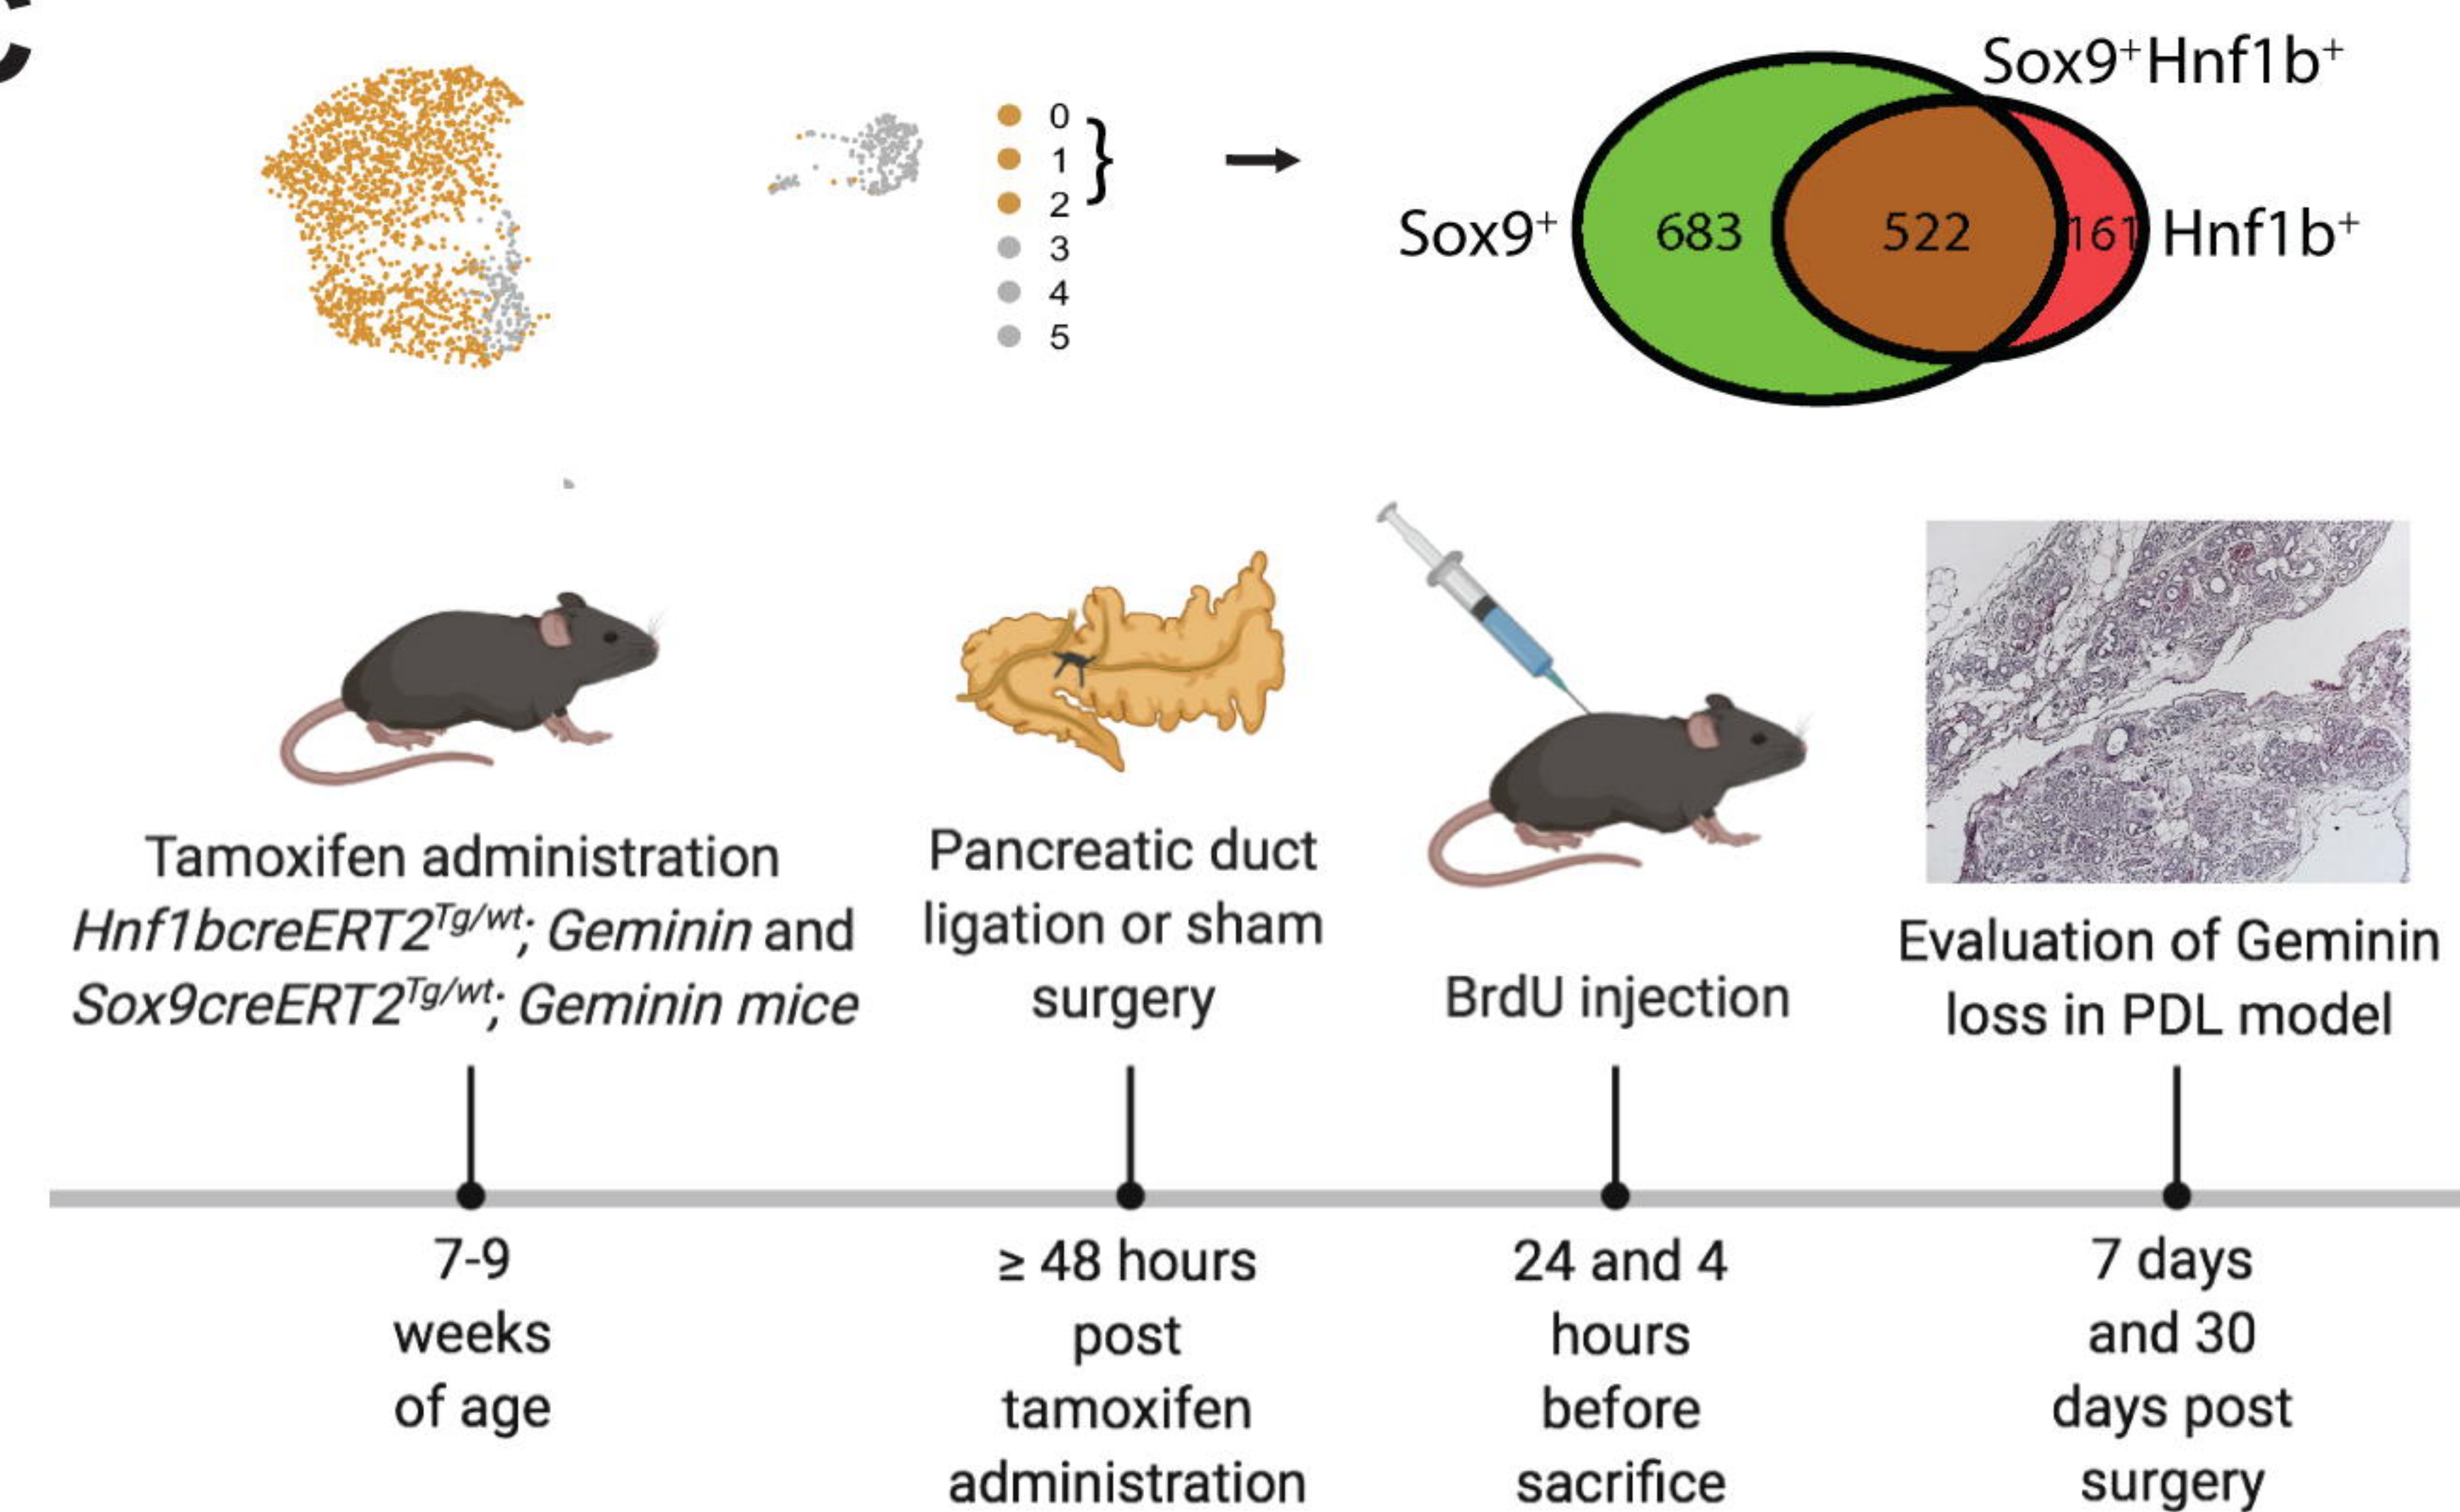 C
0
1
2
3
4
5
Sox9⁺Hnf1b⁺
Sox9⁺
683
522
161
Hnf1b⁺
Tamoxifen administration
Hnf1bcreERT2^Tg/wt; Geminin and
Sox9creERT2^Tg/wt; Geminin mice
Pancreatic duct
ligation or sham
surgery
BrdU injection
Evaluation of Geminin
loss in PDL model
7-9
weeks
of age
≥ 48 hours
post
tamoxifen
administration
24 and 4
hours
before
sacrifice
7 days
and 30
days post
surgery